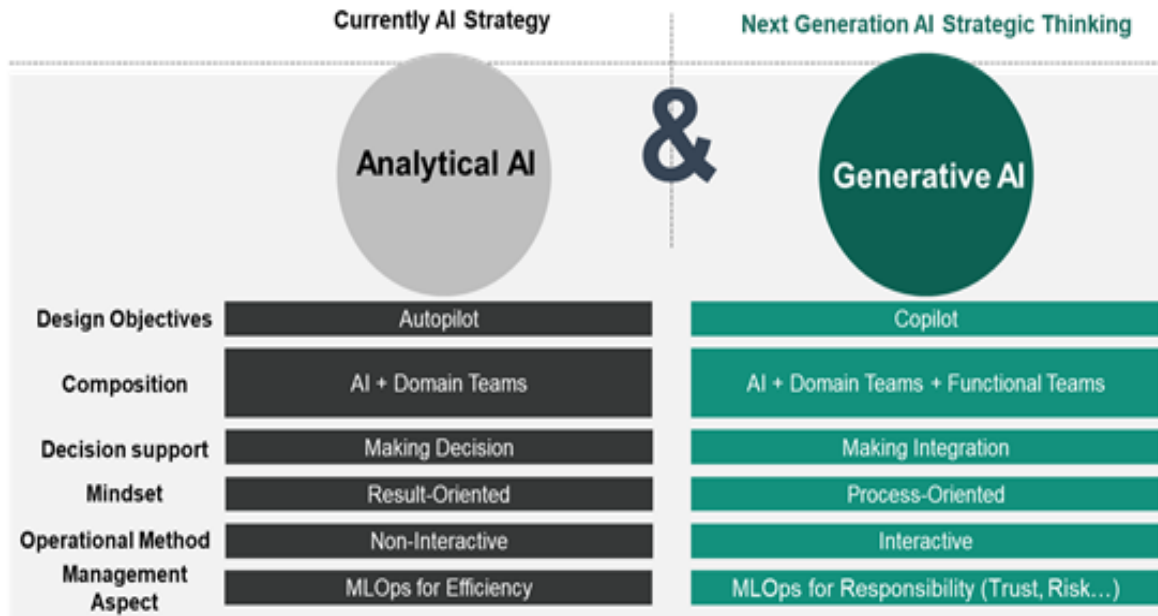 Currently AI Strategy
Next Generation AI Strategic Thinking
Analytical AI
&
Generative AI
Design Objectives
Autopilot
Copilot
Composition
AI + Domain Teams
AI + Domain Teams + Functional Teams
Decision support
Making Decision
Making Integration
Mindset
Result-Oriented
Process-Oriented
Operational Method
Non-Interactive
Interactive
Management
Aspect
MLOps for Efficiency
MLOps for Responsibility (Trust, Risk…)